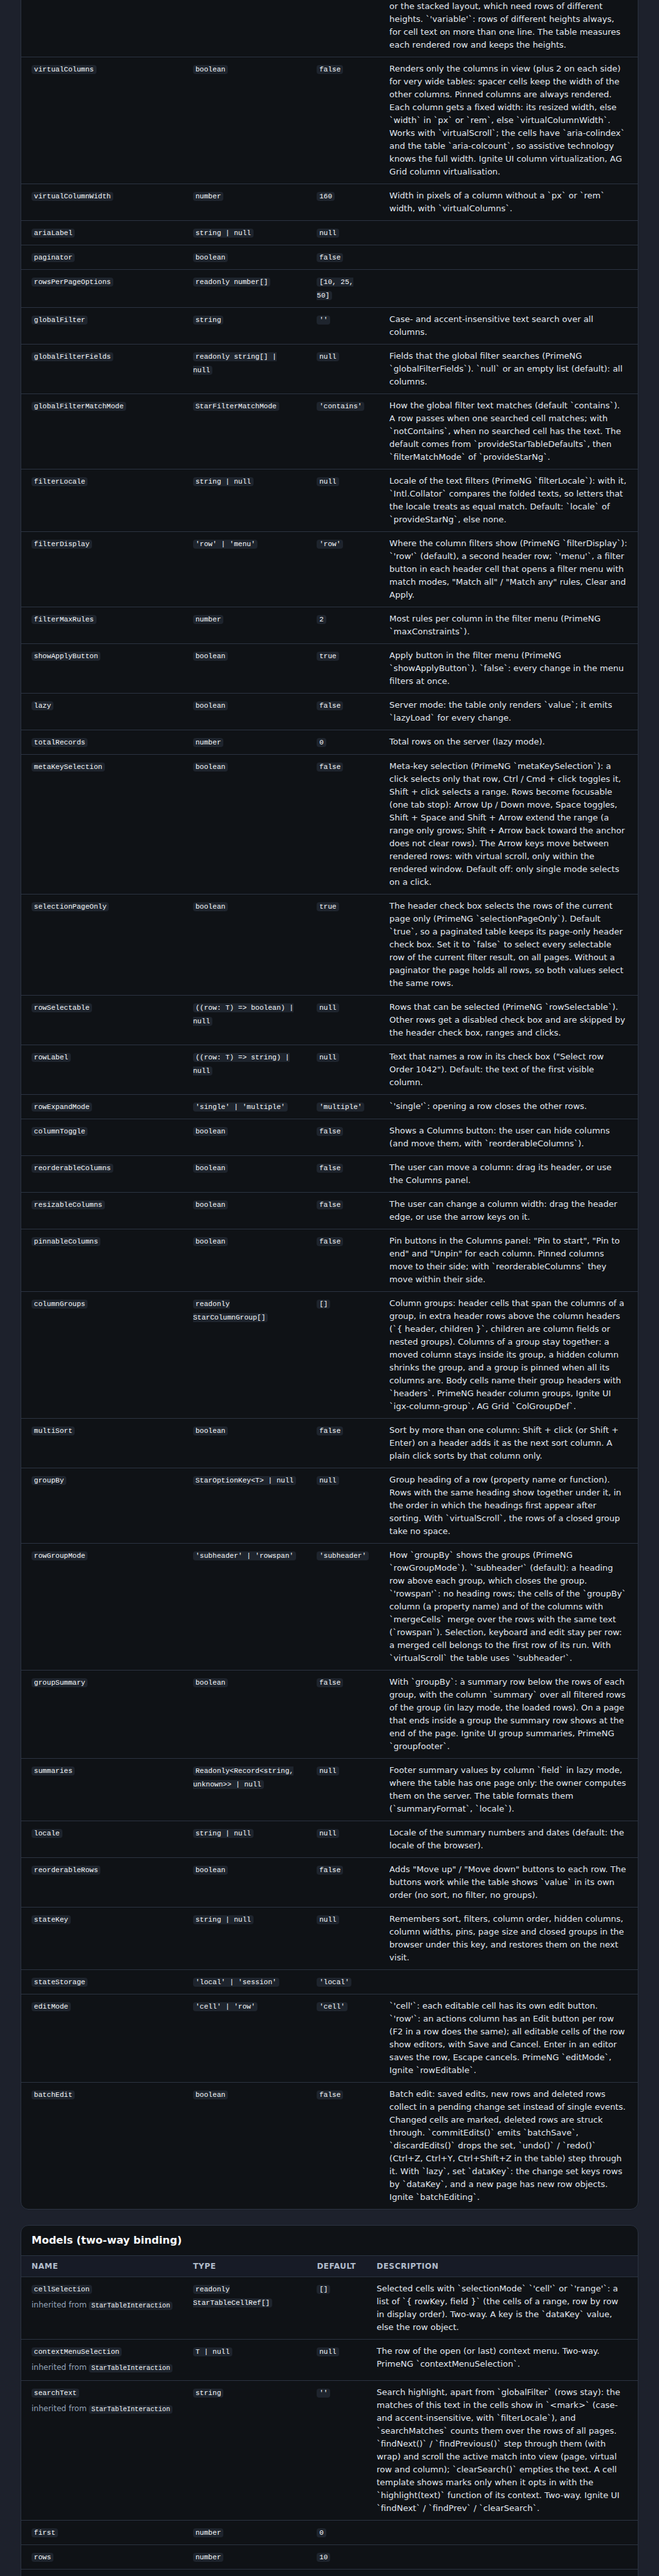 or the stacked layout, which need rows of different
heights. `'variable'`: rows of different heights always,
for cell text on more than one line. The table measures
each rendered row and keeps the heights.
virtualColumns boolean false Renders only the columns in view (plus 2 on each side)
for very wide tables: spacer cells keep the width of the
other columns. Pinned columns are always rendered.
Each column gets a fixed width: its resized width, else
`width` in `px` or `rem`, else `virtualColumnWidth`.
Works with `virtualScroll`; the cells have `aria-colindex`
and the table `aria-colcount`, so assistive technology
knows the full width. Ignite UI column virtualization, AG
Grid column virtualisation.
virtualColumnWidth number 160 Width in pixels of a column without a `px` or `rem`
width, with `virtualColumns`.
ariaLabel string | null null
paginator boolean false
rowsPerPageOptions readonly number[] [10, 25,
50]
globalFilter string '' Case- and accent-insensitive text search over all
columns.
globalFilterFields readonly string[] | null Fields that the global filter searches (PrimeNG
null `globalFilterFields`). `null` or an empty list (default): all
columns.
globalFilterMatchMode StarFilterMatchMode 'contains' How the global filter text matches (default `contains`).
A row passes when one searched cell matches; with
`notContains`, when no searched cell has the text. The
default comes from `provideStarTableDefaults`, then
`filterMatchMode` of `provideStarNg`.
filterLocale string | null null Locale of the text filters (PrimeNG `filterLocale`): with it,
`Intl.Collator` compares the folded texts, so letters that
the locale treats as equal match. Default: `locale` of
`provideStarNg`, else none.
filterDisplay 'row' | 'menu' 'row' Where the column filters show (PrimeNG `filterDisplay`):
`'row'` (default), a second header row; `'menu'`, a filter
button in each header cell that opens a filter menu with
match modes, "Match all" / "Match any" rules, Clear and
Apply.
filterMaxRules number 2 Most rules per column in the filter menu (PrimeNG
`maxConstraints`).
showApplyButton boolean true Apply button in the filter menu (PrimeNG
`showApplyButton`). `false`: every change in the menu
filters at once.
lazy boolean false Server mode: the table only renders `value`; it emits
`lazyLoad` for every change.
totalRecords number 0 Total rows on the server (lazy mode).
metaKeySelection boolean false Meta-key selection (PrimeNG `metaKeySelection`): a
click selects only that row, Ctrl / Cmd + click toggles it,
Shift + click selects a range. Rows become focusable
(one tab stop): Arrow Up / Down move, Space toggles,
Shift + Space and Shift + Arrow extend the range (a
range only grows; Shift + Arrow back toward the anchor
does not clear rows). The Arrow keys move between
rendered rows: with virtual scroll, only within the
rendered window. Default off: only single mode selects
on a click.
selectionPageOnly boolean true The header check box selects the rows of the current
page only (PrimeNG `selectionPageOnly`). Default
`true`, so a paginated table keeps its page-only header
check box. Set it to `false` to select every selectable
row of the current filter result, on all pages. Without a
paginator the page holds all rows, so both values select
the same rows.
rowSelectable ((row: T) => boolean) | null Rows that can be selected (PrimeNG `rowSelectable`).
null Other rows get a disabled check box and are skipped by
the header check box, ranges and clicks.
rowLabel ((row: T) => string) | null Text that names a row in its check box ("Select row
null Order 1042"). Default: the text of the first visible
column.
rowExpandMode 'single' | 'multiple' 'multiple' `'single'`: opening a row closes the other rows.
columnToggle boolean false Shows a Columns button: the user can hide columns
(and move them, with `reorderableColumns`).
reorderableColumns boolean false The user can move a column: drag its header, or use
the Columns panel.
resizableColumns boolean false The user can change a column width: drag the header
edge, or use the arrow keys on it.
pinnableColumns boolean false Pin buttons in the Columns panel: "Pin to start", "Pin to
end" and "Unpin" for each column. Pinned columns
move to their side; with `reorderableColumns` they
move within their side.
columnGroups readonly [] Column groups: header cells that span the columns of a
StarColumnGroup[] group, in extra header rows above the column headers
(`{ header, children }`, children are column fields or
nested groups). Columns of a group stay together: a
moved column stays inside its group, a hidden column
shrinks the group, and a group is pinned when all its
columns are. Body cells name their group headers with
`headers`. PrimeNG header column groups, Ignite UI
`igx-column-group`, AG Grid `ColGroupDef`.
multiSort boolean false Sort by more than one column: Shift + click (or Shift +
Enter) on a header adds it as the next sort column. A
plain click sorts by that column only.
groupBy StarOptionKey<T> | null null Group heading of a row (property name or function).
Rows with the same heading show together under it, in
the order in which the headings first appear after
sorting. With `virtualScroll`, the rows of a closed group
take no space.
rowGroupMode 'subheader' | 'rowspan' 'subheader' How `groupBy` shows the groups (PrimeNG
`rowGroupMode`). `'subheader'` (default): a heading
row above each group, which closes the group.
`'rowspan'`: no heading rows; the cells of the `groupBy`
column (a property name) and of the columns with
`mergeCells` merge over the rows with the same text
(`rowspan`). Selection, keyboard and edit stay per row:
a merged cell belongs to the first row of its run. With
`virtualScroll` the table uses `'subheader'`.
groupSummary boolean false With `groupBy`: a summary row below the rows of each
group, with the column `summary` over all filtered rows
of the group (in lazy mode, the loaded rows). On a page
that ends inside a group the summary row shows at the
end of the page. Ignite UI group summaries, PrimeNG
`groupfooter`.
summaries Readonly<Record<string, null Footer summary values by column `field` in lazy mode,
unknown>> | null where the table has one page only: the owner computes
them on the server. The table formats them
(`summaryFormat`, `locale`).
locale string | null null Locale of the summary numbers and dates (default: the
locale of the browser).
reorderableRows boolean false Adds "Move up" / "Move down" buttons to each row. The
buttons work while the table shows `value` in its own
order (no sort, no filter, no groups).
stateKey string | null null Remembers sort, filters, column order, hidden columns,
column widths, pins, page size and closed groups in the
browser under this key, and restores them on the next
visit.
stateStorage 'local' | 'session' 'local'
editMode 'cell' | 'row' 'cell' `'cell'`: each editable cell has its own edit button.
`'row'`: an actions column has an Edit button per row
(F2 in a row does the same); all editable cells of the row
show editors, with Save and Cancel. Enter in an editor
saves the row, Escape cancels. PrimeNG `editMode`,
Ignite `rowEditable`.
batchEdit boolean false Batch edit: saved edits, new rows and deleted rows
collect in a pending change set instead of single events.
Changed cells are marked, deleted rows are struck
through. `commitEdits()` emits `batchSave`,
`discardEdits()` drops the set, `undo()` / `redo()`
(Ctrl+Z, Ctrl+Y, Ctrl+Shift+Z in the table) step through
it. With `lazy`, set `dataKey`: the change set keys rows
by `dataKey`, and a new page has new row objects.
Ignite `batchEditing`.
Models (two-way binding)
NAME TYPE DEFAULT DESCRIPTION
cellSelection readonly [] Selected cells with `selectionMode` `'cell'` or `'range'`: a
inherited from StarTableInteraction StarTableCellRef[] list of `{ rowKey, field }` (the cells of a range, row by row
in display order). Two-way. A key is the `dataKey` value,
else the row object.
contextMenuSelection T | null null The row of the open (or last) context menu. Two-way.
inherited from StarTableInteraction PrimeNG `contextMenuSelection`.
searchText string '' Search highlight, apart from `globalFilter` (rows stay): the
inherited from StarTableInteraction matches of this text in the cells show in `<mark>` (case-
and accent-insensitive, with `filterLocale`), and
`searchMatches` counts them over the rows of all pages.
`findNext()` / `findPrevious()` step through them (with
wrap) and scroll the active match into view (page, virtual
row and column); `clearSearch()` empties the text. A cell
template shows marks only when it opts in with the
`highlight(text)` function of its context. Two-way. Ignite UI
`findNext` / `findPrev` / `clearSearch`.
first number 0
rows number 10